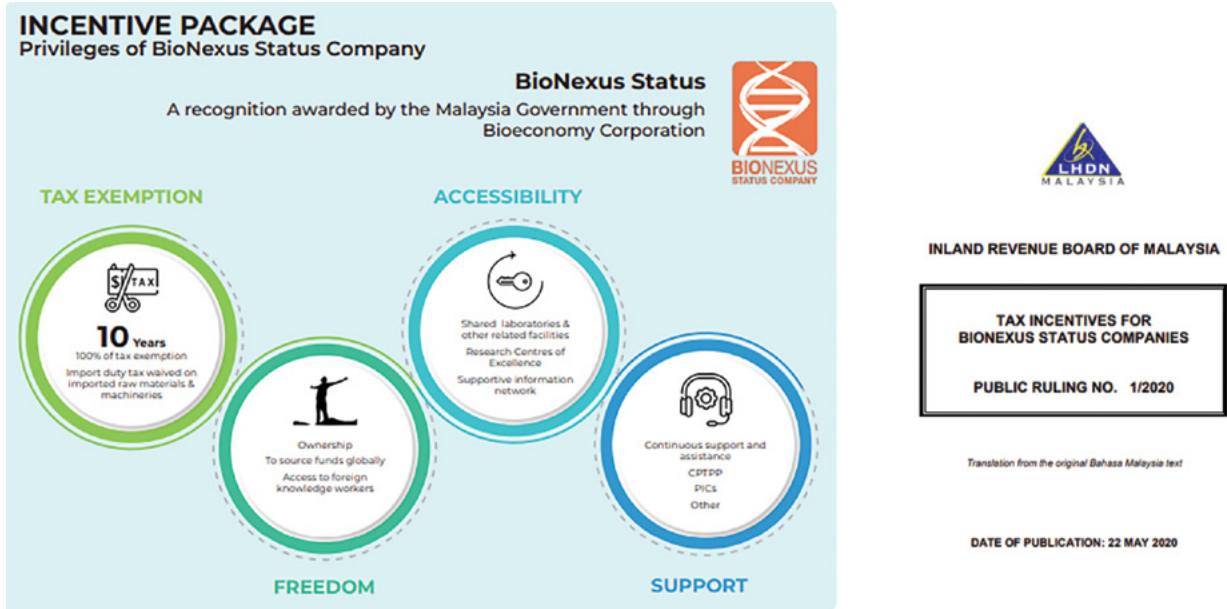 INCENTIVE PACKAGE
Privileges of BioNexus Status Company
BioNexus Status
A recognition awarded by the Malaysia Government through
Bioeconomy Corporation
BIONEXUS
STATUS COMPANY
TAX EXEMPTION
$ TAX
10 Years
100% of tax exemption
Import duty tax waived on
imported raw materials &
machineries
FREEDOM
Ownership
To source funds globally
Access to foreign
knowledge workers
ACCESSIBILITY
Shared laboratories &
other related facilities
Research Centres of
Excellence
Supportive information
network
SUPPORT
Continuous support and
assistance
CPTPP
PICs
Other
LHDN
MALAYSIA
INLAND REVENUE BOARD OF MALAYSIA
TAX INCENTIVES FOR
BIONEXUS STATUS COMPANIES
PUBLIC RULING NO. 1/2020
Translation from the original Bahasa Malaysia text
DATE OF PUBLICATION: 22 MAY 2020